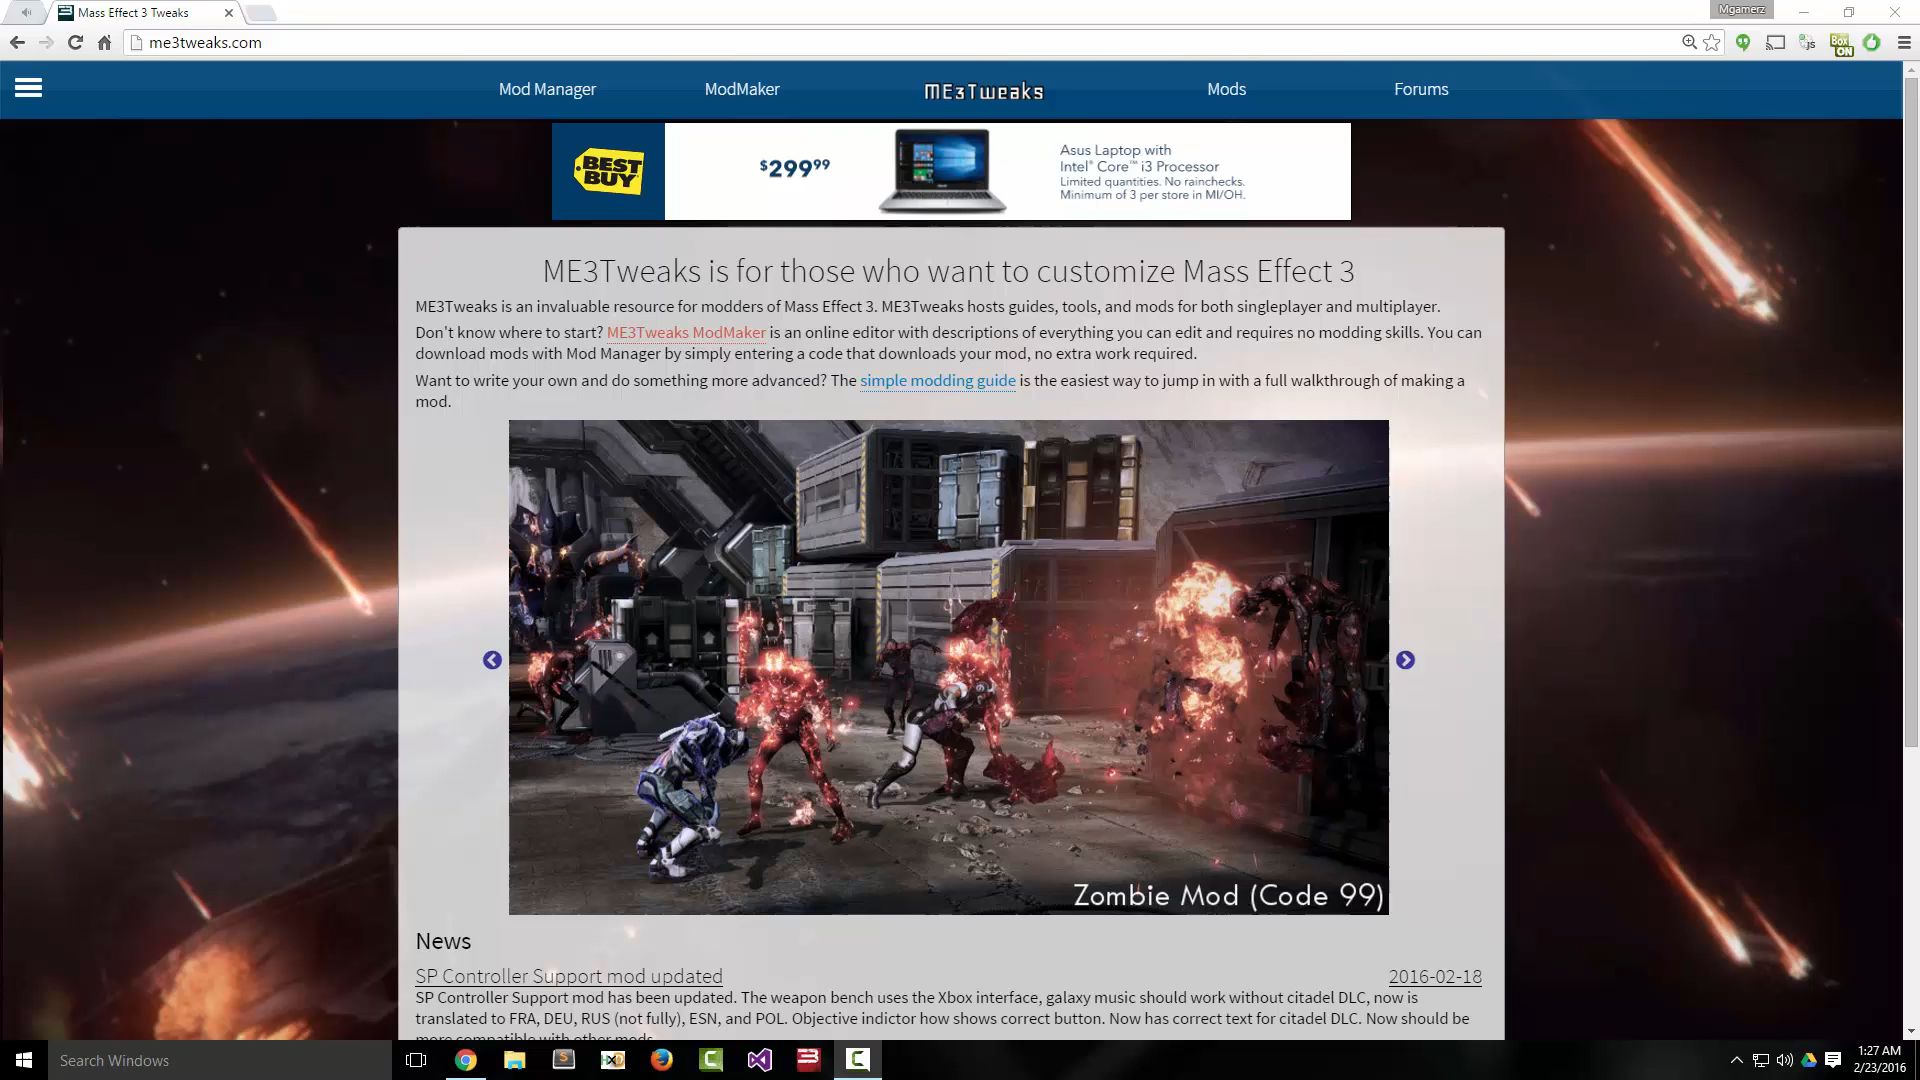 Mass Effect 3 Tweaks
Mgamerz
me3tweaks.com
Mod Manager
ModMaker
ME3Tweaks
Mods
Forums
BEST
BUY
$299 99
Asus Laptop with
Intel® Core™ i3 Processor
Limited quantities. No rainchecks.
Minimum of 3 per store in MI/OH.
ME3Tweaks is for those who want to customize Mass Effect 3
ME3Tweaks is an invaluable resource for modders of Mass Effect 3. ME3Tweaks hosts guides, tools, and mods for both singleplayer and multiplayer.
Don't know where to start? ME3Tweaks ModMaker is an online editor with descriptions of everything you can edit and requires no modding skills. You can
download mods with Mod Manager by simply entering a code that downloads your mod, no extra work required.
Want to write your own and do something more advanced? The simple modding guide is the easiest way to jump in with a full walkthrough of making a
mod.
Zombie Mod (Code 99)
News
SP Controller Support mod updated
2016-02-18
SP Controller Support mod has been updated. The weapon bench uses the Xbox interface, galaxy music should work without citadel DLC, now is
translated to FRA, DEU, RUS (not fully), ESN, and POL. Objective indictor how shows correct button. Now has correct text for citadel DLC. Now should be
more compatible with other mods.
Search Windows
1:27 AM
2/23/2016